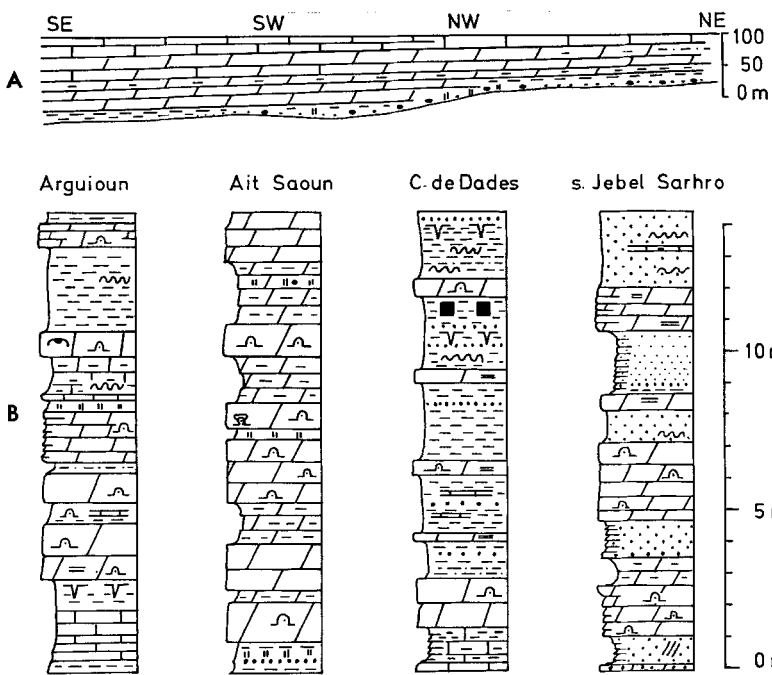 SE SW NW NE
100
A 50
0 m
Arguioun Ait Saoun C. de Dades s. Jebel Sarhro
10 m
B
5 m
0 m